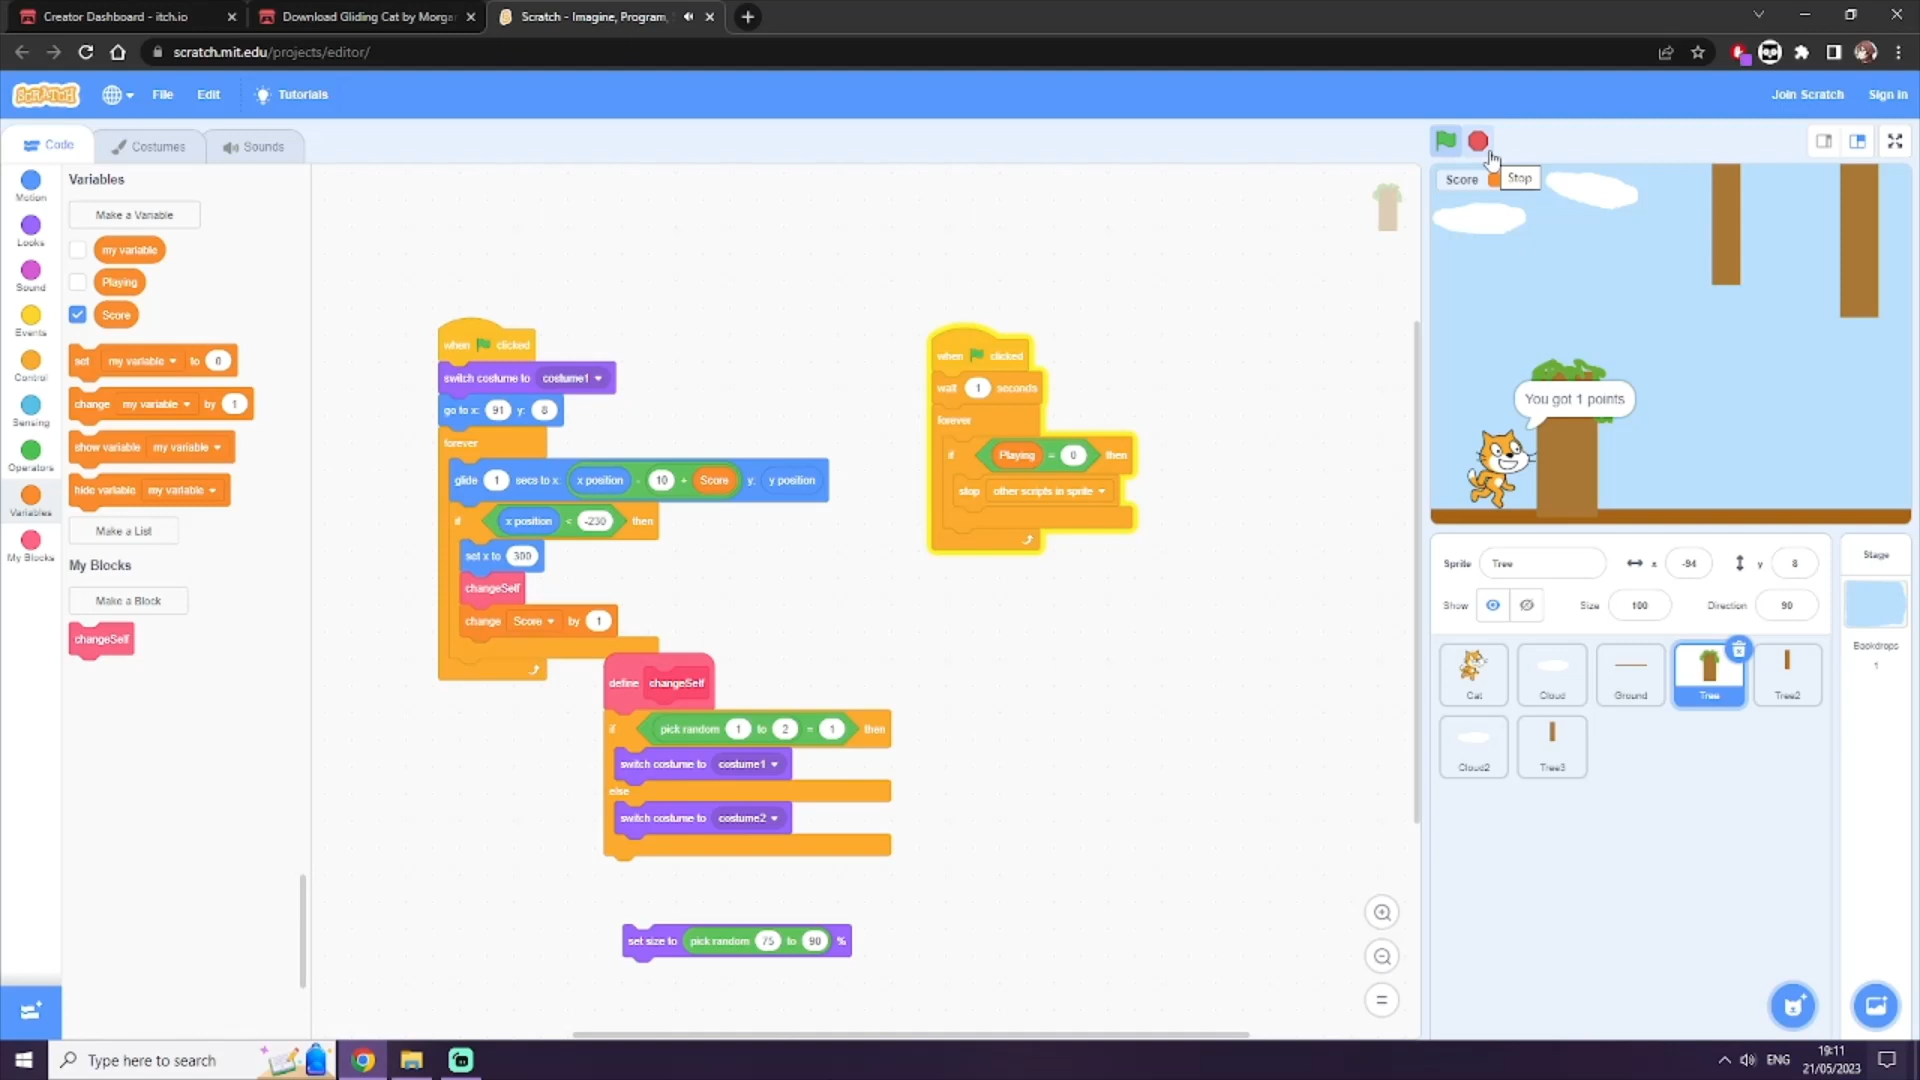 Creator Dashboard - itch.io
Download Gliding Cat by Morgar
Scratch - Imagine, Program,
scratch.mit.edu/projects/editor/
SCRATCH
File
Edit
Tutorials
Join Scratch
Sign in
Code
Costumes
Sounds
Motion
Looks
Sound
Events
Control
Sensing
Operators
Variables
My Blocks
Variables
Make a Variable
my variable
Playing
Score
set my variable to 0
change my variable by 1
show variable my variable
hide variable my variable
Make a List
My Blocks
Make a Block
changeSelf
when clicked
switch costume to costume1
go to x: 91 y: 8
forever
glide 1 secs to x: x position - 10 + Score y: y position
if x position < -230 then
set x to 300
changeSelf
change Score by 1
define changeSelf
if pick random 1 to 2 = 1 then
switch costume to costume1
else
switch costume to costume2
set size to pick random 75 to 90 %
when clicked
wait 1 seconds
forever
if Playing = 0 then
stop other scripts in sprite
Score
Stop
You got 1 points
Sprite Tree x -94 y 8
Show Size 100 Direction 90
Cat
Cloud
Ground
Tree
Tree2
Cloud2
Tree3
Stage
Backdrops
1
Type here to search
ENG
19:11
21/05/2023